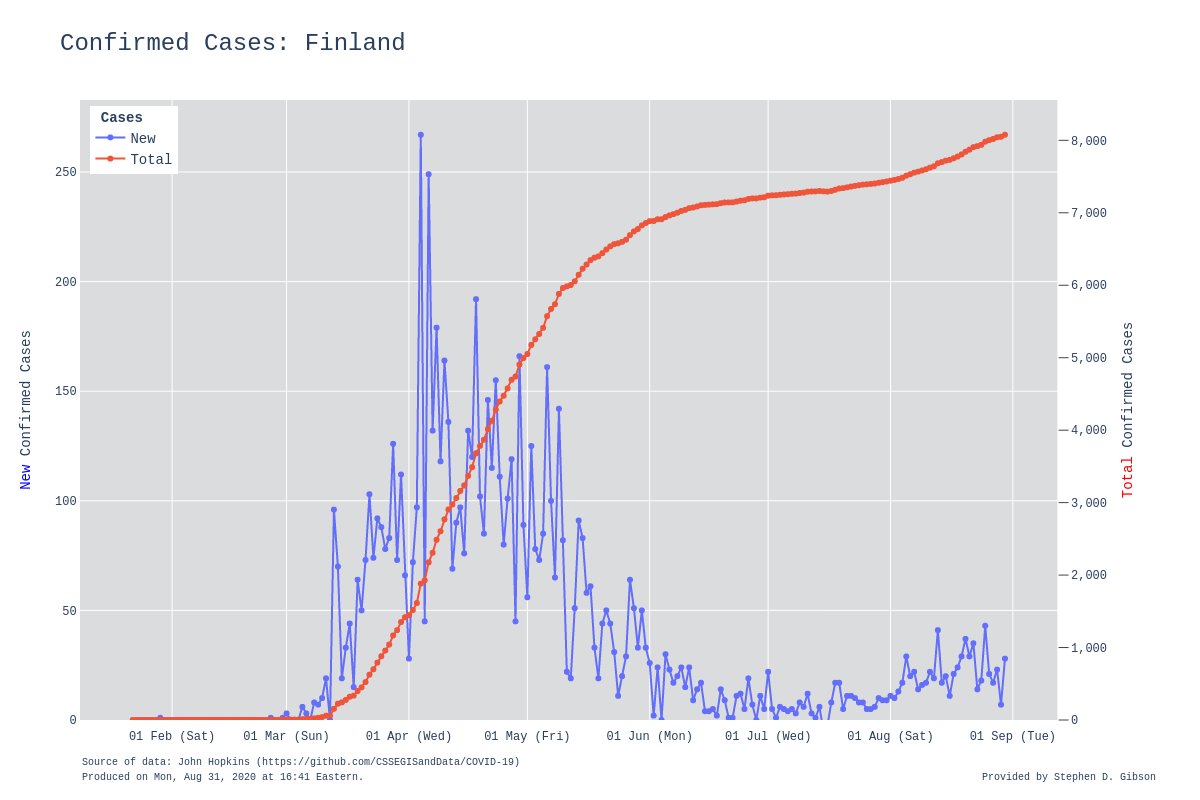 Confirmed Cases: Finland
Cases
New
Total
250
200
150
100
50
0
New Confirmed Cases
8,000
7,000
6,000
5,000
4,000
3,000
2,000
1,000
0
Total Confirmed Cases
01 Feb (Sat) 01 Mar (Sun) 01 Apr (Wed) 01 May (Fri) 01 Jun (Mon) 01 Jul (Wed) 01 Aug (Sat) 01 Sep (Tue)
Source of data: John Hopkins (https://github.com/CSSEGISandData/COVID-19)
Produced on Mon, Aug 31, 2020 at 16:41 Eastern.
Provided by Stephen D. Gibson